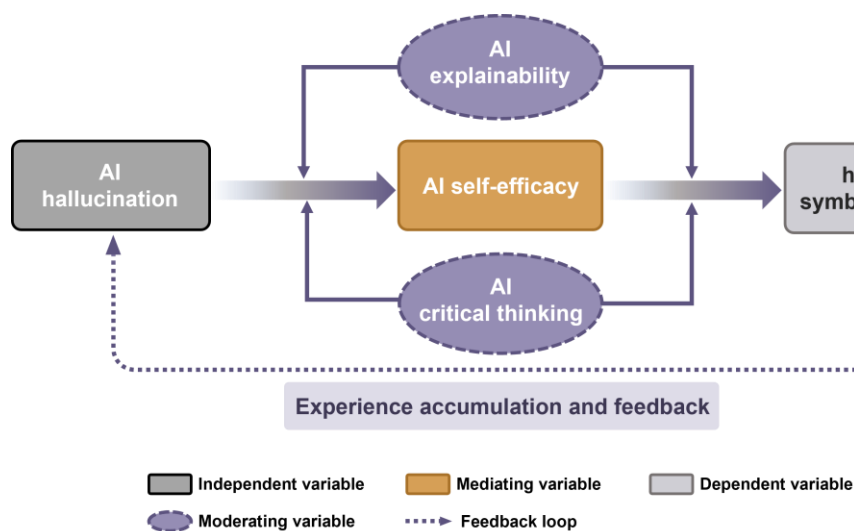 AI
explainability
AI
hallucination
AI self-efficacy
AI
critical thinking
Experience accumulation and feedback
Independent variable
Mediating variable
Dependent variable
Moderating variable
Feedback loop